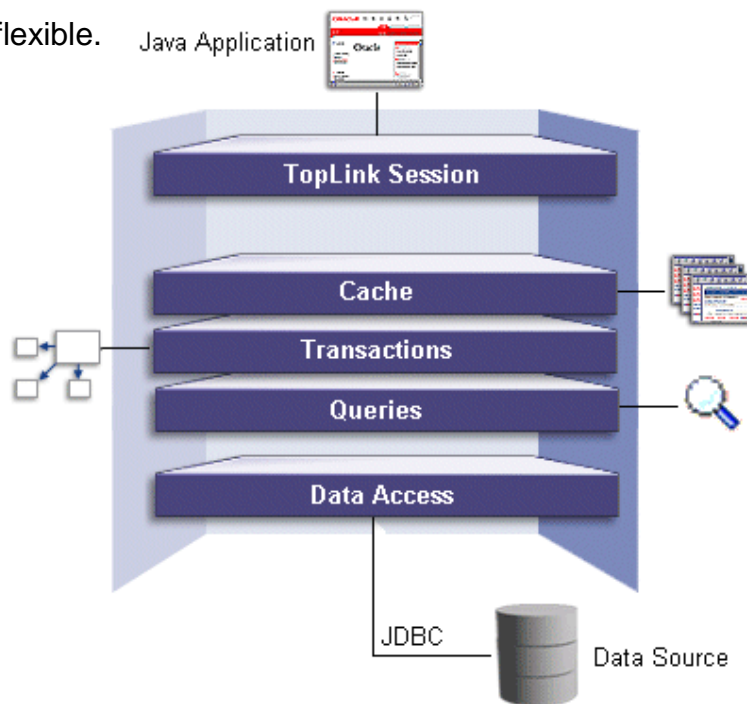 flexible.
Java Application
TopLink Session
Cache
Transactions
Queries
Data Access
JDBC
Data Source